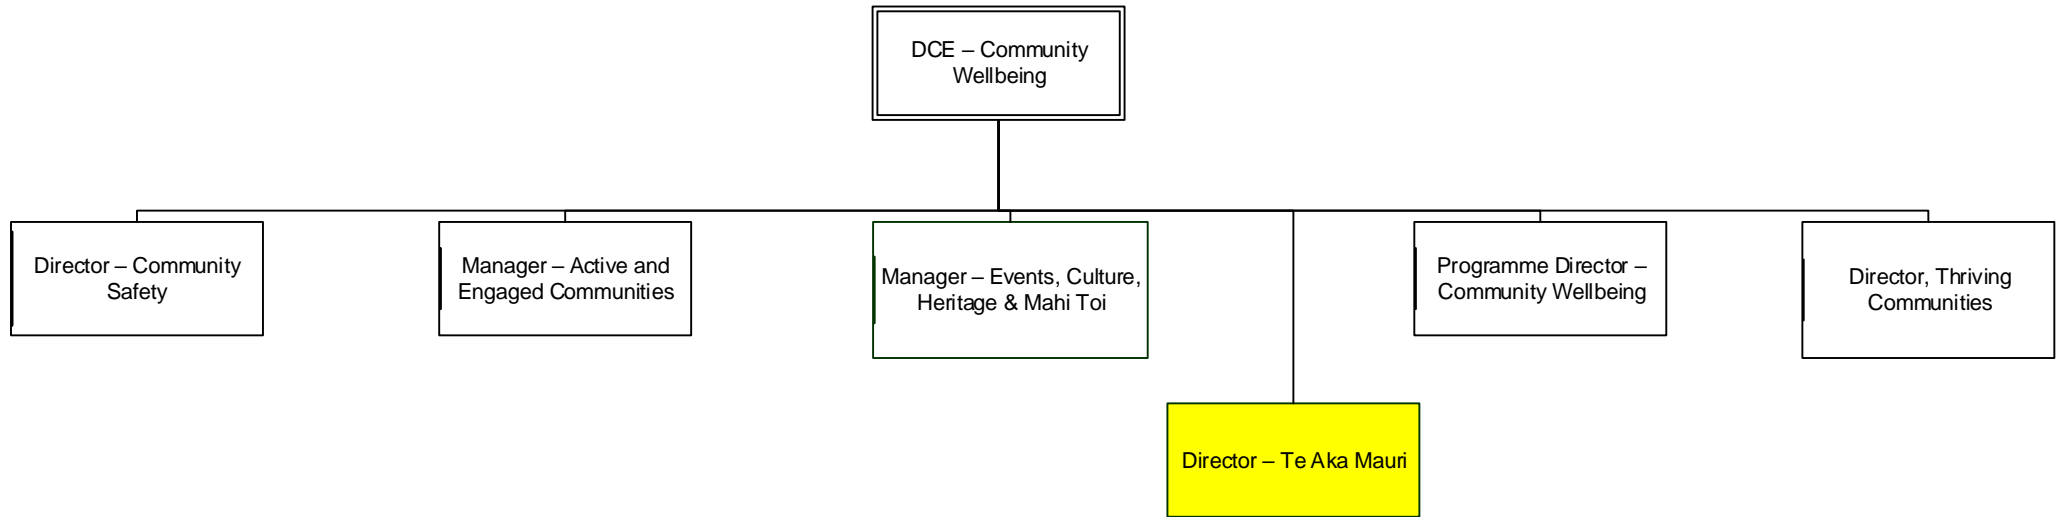 DCE – Community
Wellbeing
Director – Community
Safety
Manager – Active and
Engaged Communities
Manager – Events, Culture,
Heritage & Mahi Toi
Programme Director –
Community Wellbeing
Director, Thriving
Communities
Director – Te Aka Mauri